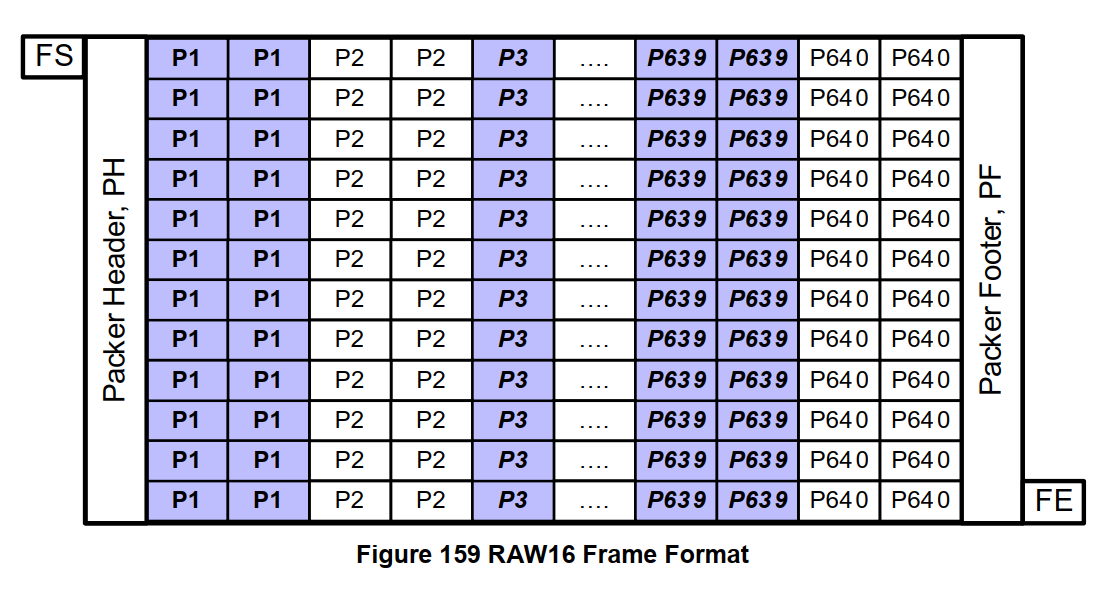 FS P1 P1 P2 P2 P3 .... P639 P639 P640 P640
P1 P1 P2 P2 P3 .... P639 P639 P640 P640
P1 P1 P2 P2 P3 .... P639 P639 P640 P640
P1 P1 P2 P2 P3 .... P639 P639 P640 P640
P1 P1 P2 P2 P3 .... P639 P639 P640 P640
P1 P1 P2 P2 P3 .... P639 P639 P640 P640
P1 P1 P2 P2 P3 .... P639 P639 P640 P640
P1 P1 P2 P2 P3 .... P639 P639 P640 P640
P1 P1 P2 P2 P3 .... P639 P639 P640 P640
P1 P1 P2 P2 P3 .... P639 P639 P640 P640
P1 P1 P2 P2 P3 .... P639 P639 P640 P640
P1 P1 P2 P2 P3 .... P639 P639 P640 P640 FE
Packer Header, PH
Packer Footer, PF
Figure 159 RAW16 Frame Format